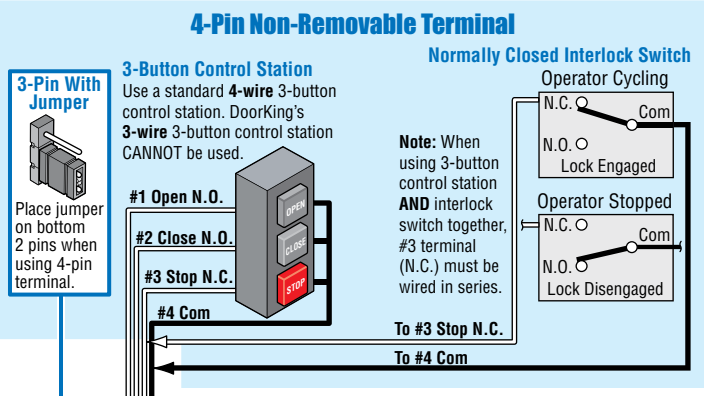 4-Pin Non-Removable Terminal
3-Pin With
Jumper
Place jumper
on bottom
2 pins when
using 4-pin
terminal.
3-Button Control Station
Use a standard 4-wire 3-button
control station. DoorKing's
3-wire 3-button control station
CANNOT be used.
#1 Open N.O.
#2 Close N.O.
#3 Stop N.C.
#4 Com
OPEN
CLOSE
STOP
Note: When
using 3-button
control station
AND interlock
switch together,
#3 terminal
(N.C.) must be
wired in series.
Normally Closed Interlock Switch
Operator Cycling
N.C.
Com
N.O.
Lock Engaged
Operator Stopped
N.C.
Com
N.O.
Lock Disengaged
To #3 Stop N.C.
To #4 Com